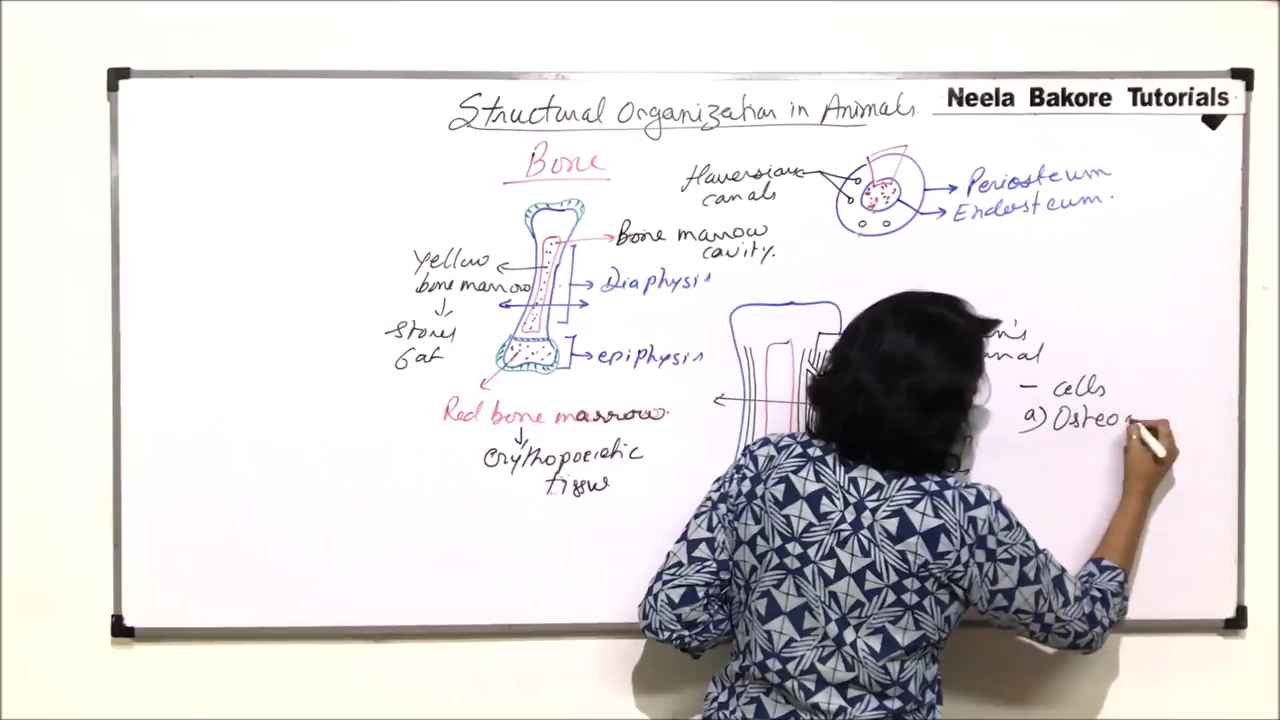 Structural Organization in Animals.
Neela Bakore Tutorials
Bone
Haversian
canals
Periosteum
Endosteum.
Bone marrow
cavity.
Yellow
bone marrow
Stores
Fat
Diaphysis
epiphysis
Red bone marrow.
Erythopoeietic
tissue
- cells
a) Osteo